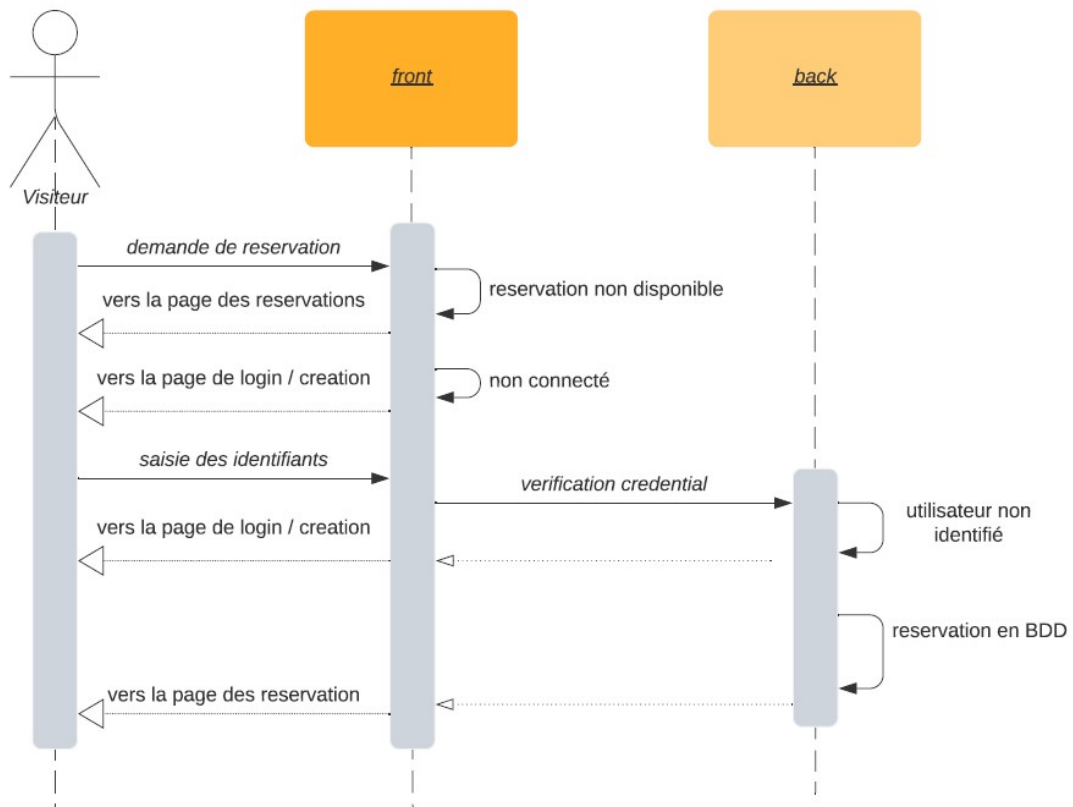 front
back
Visiteur
demande de reservation
reservation non disponible
vers la page des reservations
vers la page de login / creation
non connecté
saisie des identifiants
verification credential
utilisateur non
identifié
vers la page de login / creation
reservation en BDD
vers la page des reservation